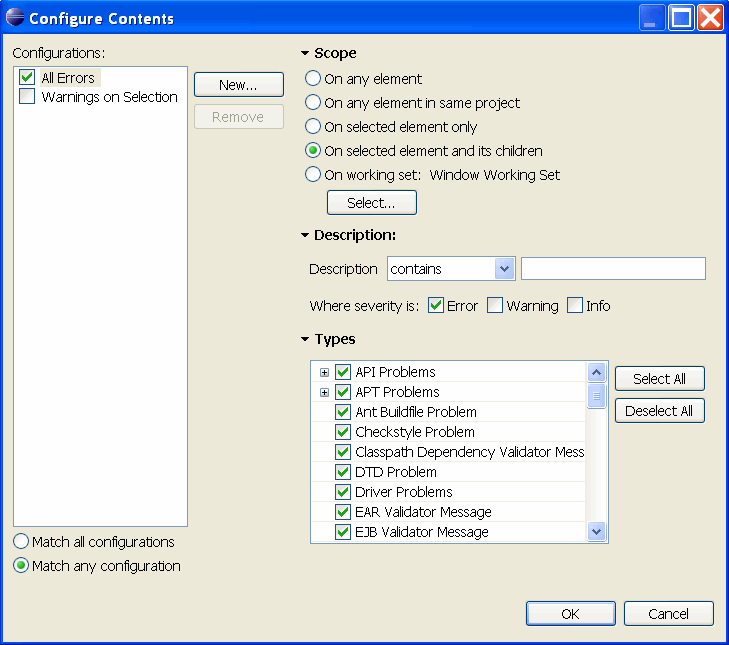 Configure Contents
Configurations:
All Errors
Warnings on Selection
New...
Remove
Match all configurations
Match any configuration
Scope
On any element
On any element in same project
On selected element only
On selected element and its children
On working set: Window Working Set
Select...
Description:
Description contains
Where severity is: Error Warning Info
Types
API Problems
APT Problems
Ant Buildfile Problem
Checkstyle Problem
Classpath Dependency Validator Mess
DTD Problem
Driver Problems
EAR Validator Message
EJB Validator Message
Select All
Deselect All
OK
Cancel